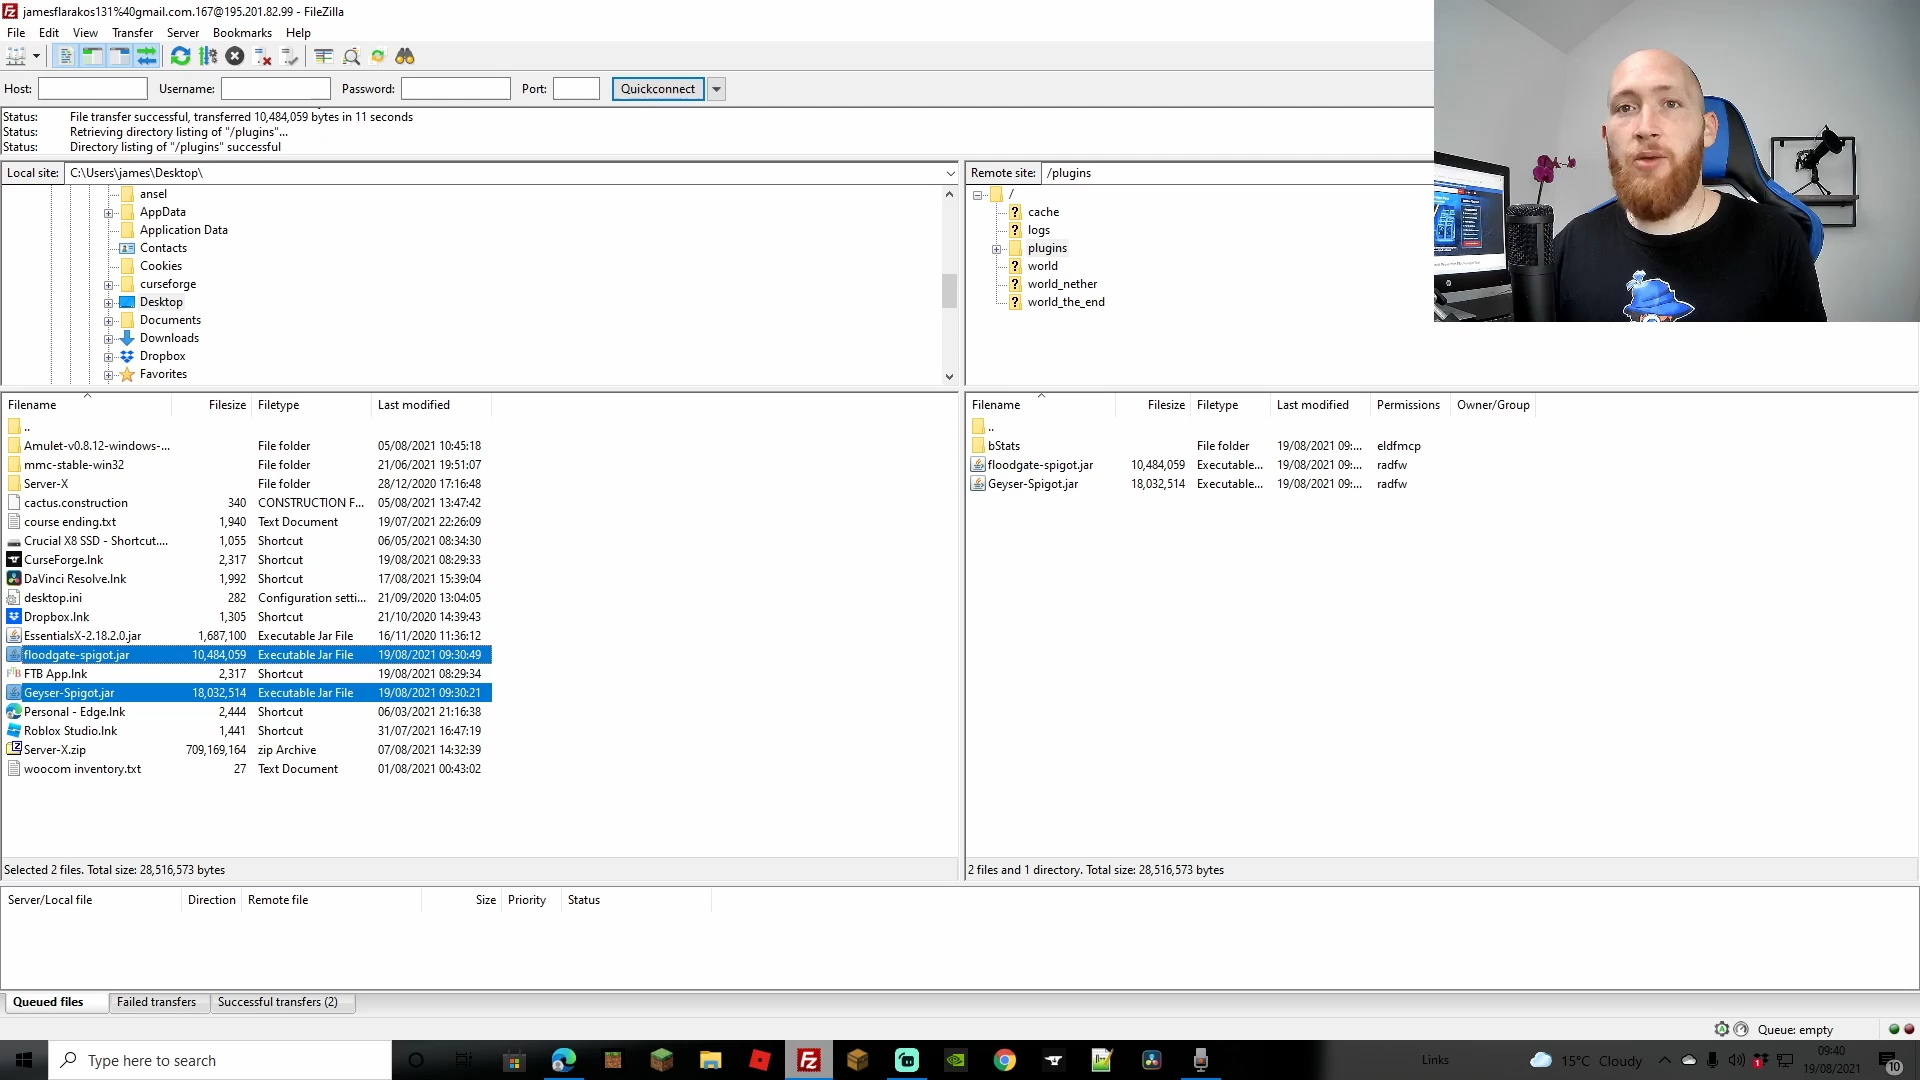 jamesflarakos131%40gmail.com.167@195.201.82.99 - FileZilla
File Edit View Transfer Server Bookmarks Help
Host: Username: Password: Port: Quickconnect
Status: File transfer successful, transferred 10,484,059 bytes in 11 seconds
Status: Retrieving directory listing of "/plugins"...
Status: Directory listing of "/plugins" successful
Local site: C:\Users\james\Desktop\
ansel
AppData
Application Data
Contacts
Cookies
curseforge
Desktop
Documents
Downloads
Dropbox
Favorites
Remote site: /plugins
/
cache
logs
plugins
world
world_nether
world_the_end
Filename Filesize Filetype Last modified
..
Amulet-v0.8.12-windows-... File folder 05/08/2021 10:45:18
mmc-stable-win32 File folder 21/06/2021 19:51:07
Server-X File folder 28/12/2020 17:16:48
cactus.construction 340 CONSTRUCTION F... 05/08/2021 13:47:42
course ending.txt 1,940 Text Document 19/07/2021 22:26:09
Crucial X8 SSD - Shortcut.... 1,055 Shortcut 06/05/2021 08:34:30
CurseForge.lnk 2,317 Shortcut 19/08/2021 08:29:33
DaVinci Resolve.lnk 1,992 Shortcut 17/08/2021 15:39:04
desktop.ini 282 Configuration setti... 21/09/2020 13:04:05
Dropbox.lnk 1,305 Shortcut 21/10/2020 14:39:43
EssentialsX-2.18.2.0.jar 1,687,100 Executable Jar File 16/11/2020 11:36:12
floodgate-spigot.jar 10,484,059 Executable Jar File 19/08/2021 09:30:49
FTB App.lnk 2,317 Shortcut 19/08/2021 08:29:34
Geyser-Spigot.jar 18,032,514 Executable Jar File 19/08/2021 09:30:21
Personal - Edge.lnk 2,444 Shortcut 06/03/2021 21:16:38
Roblox Studio.lnk 1,441 Shortcut 31/07/2021 16:47:19
Server-X.zip 709,169,164 zip Archive 07/08/2021 14:32:39
woocom inventory.txt 27 Text Document 01/08/2021 00:43:02
Selected 2 files. Total size: 28,516,573 bytes
Filename Filesize Filetype Last modified Permissions Owner/Group
..
bStats File folder 19/08/2021 09:... eldfmcp
floodgate-spigot.jar 10,484,059 Executable... 19/08/2021 09:... radfw
Geyser-Spigot.jar 18,032,514 Executable... 19/08/2021 09:... radfw
2 files and 1 directory. Total size: 28,516,573 bytes
Server/Local file Direction Remote file Size Priority Status
Queued files Failed transfers Successful transfers (2)
Queue: empty
Type here to search
Links
15°C Cloudy
09:40
19/08/2021
10